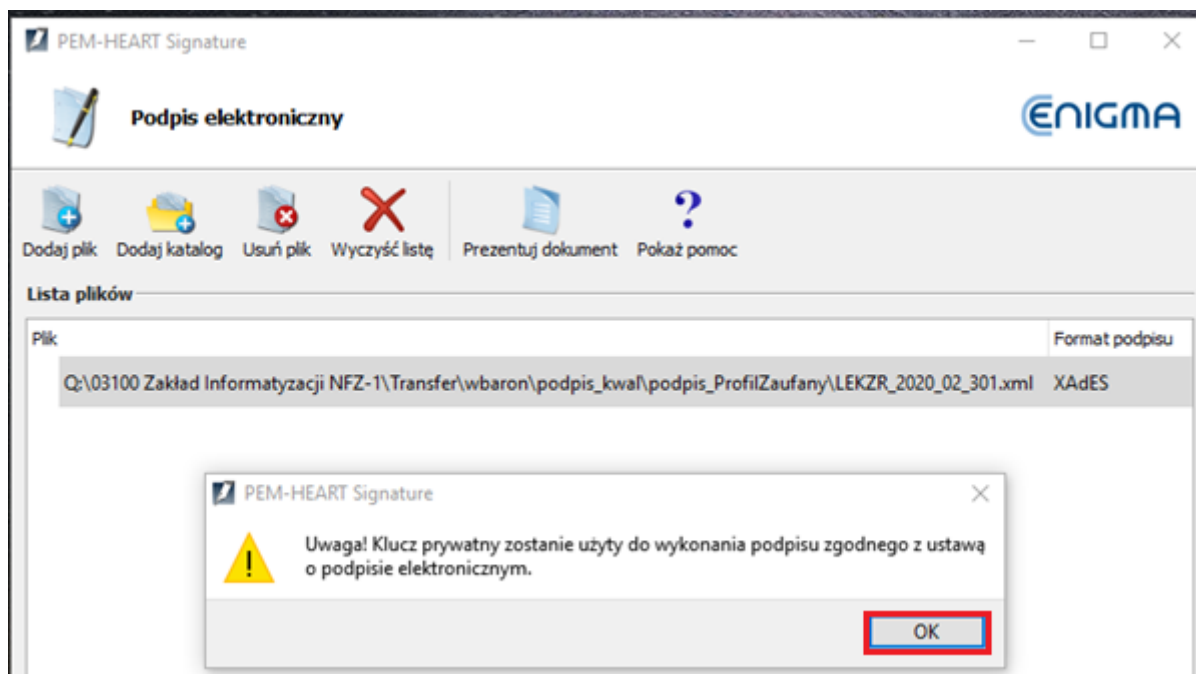 PEM-HEART Signature
Podpis elektroniczny
ENIGMA
Dodaj plik Dodaj katalog Usuń plik Wyczyść listę Prezentuj dokument Pokaż pomoc
Lista plików
Plik Format podpisu
Q:\03100 Zakład Informatyzacji NFZ-1\Transfer\wbaron\podpis_kwal\podpis_ProfilZaufany\LEKZR_2020_02_301.xml XAdES
PEM-HEART Signature
Uwaga! Klucz prywatny zostanie użyty do wykonania podpisu zgodnego z ustawą
o podpisie elektronicznym.
OK